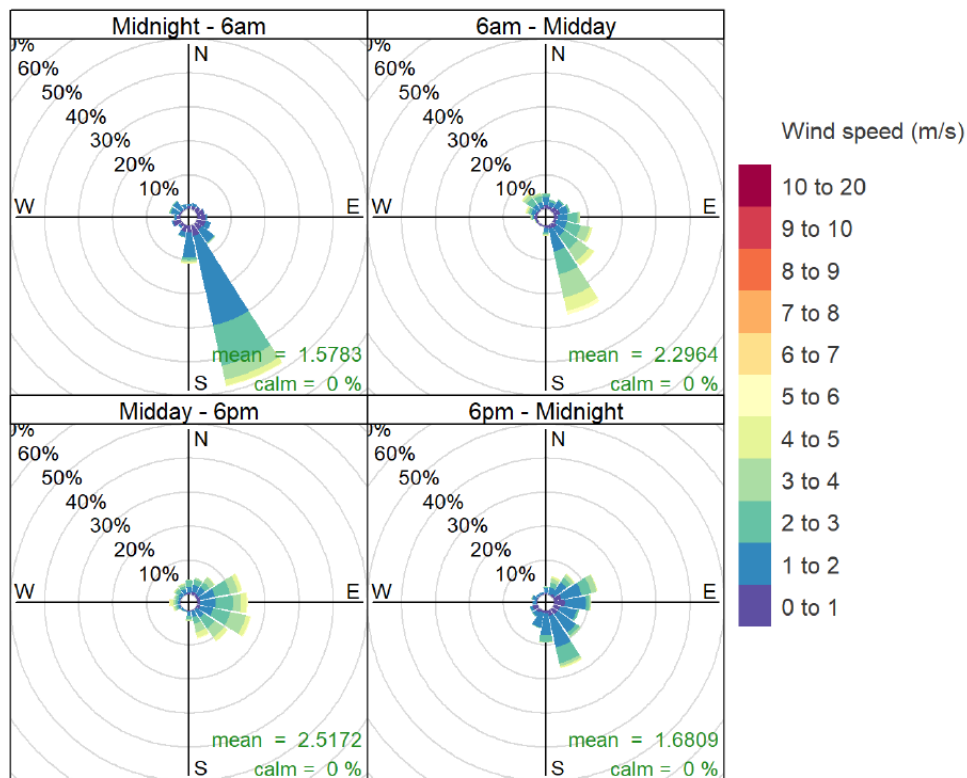 Midnight - 6am
0%
60%
50%
40%
30%
20%
10%
N
W
E
S
mean = 1.5783
calm = 0 %
6am - Midday
0%
60%
50%
40%
30%
20%
10%
N
W
E
S
mean = 2.2964
calm = 0 %
Midday - 6pm
0%
60%
50%
40%
30%
20%
10%
N
W
E
S
mean = 2.5172
calm = 0 %
6pm - Midnight
0%
60%
50%
40%
30%
20%
10%
N
W
E
S
mean = 1.6809
calm = 0 %
Wind speed (m/s)
10 to 20
9 to 10
8 to 9
7 to 8
6 to 7
5 to 6
4 to 5
3 to 4
2 to 3
1 to 2
0 to 1